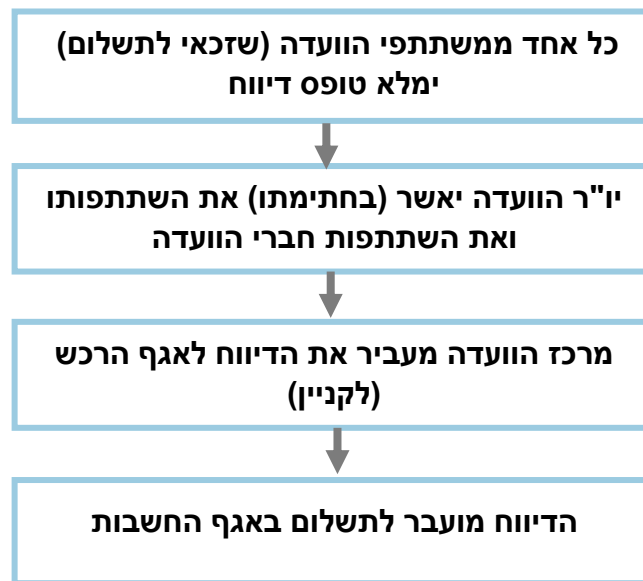 כל אחד ממשתתפי הוועדה (שזכאי לתשלום)
ימלא טופס דיווח
יו"ר הוועדה יאשר (בחתימתו) את השתתפותו
ואת השתתפות חברי הוועדה
מרכז הוועדה מעביר את הדיווח לאגף הרכש
(לקניין)
הדיווח מועבר לתשלום באגף החשבות